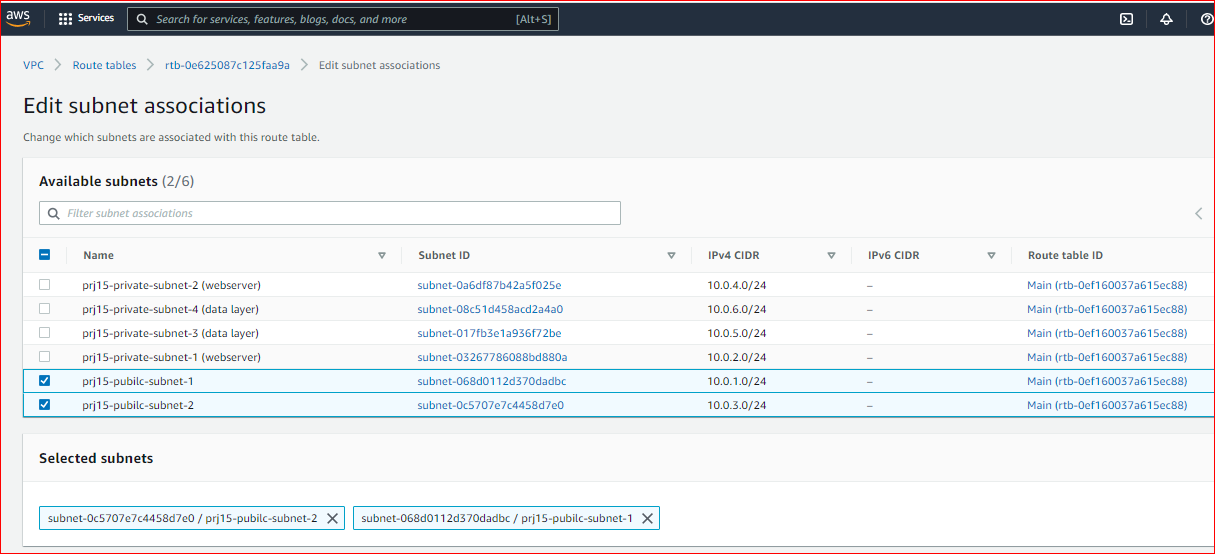 aws Services Search for services, features, blogs, docs, and more [Alt+S]
VPC Route tables rtb-0e625087c125faa9a Edit subnet associations
Edit subnet associations
Change which subnets are associated with this route table.
Available subnets (2/6)
Filter subnet associations
Name Subnet ID IPv4 CIDR IPv6 CIDR Route table ID
prj15-private-subnet-2 (webserver) subnet-0a6df87b42a5f025e 10.0.4.0/24 – Main (rtb-0ef160037a615ec88)
prj15-private-subnet-4 (data layer) subnet-08c51d458acd2a4a0 10.0.6.0/24 – Main (rtb-0ef160037a615ec88)
prj15-private-subnet-3 (data layer) subnet-017fb3e1a936f72be 10.0.5.0/24 – Main (rtb-0ef160037a615ec88)
prj15-private-subnet-1 (webserver) subnet-03267786088bd880a 10.0.2.0/24 – Main (rtb-0ef160037a615ec88)
prj15-pubilc-subnet-1 subnet-068d0112d370dadbc 10.0.1.0/24 – Main (rtb-0ef160037a615ec88)
prj15-pubilc-subnet-2 subnet-0c5707e7c4458d7e0 10.0.3.0/24 – Main (rtb-0ef160037a615ec88)
Selected subnets
subnet-0c5707e7c4458d7e0 / prj15-pubilc-subnet-2 subnet-068d0112d370dadbc / prj15-pubilc-subnet-1